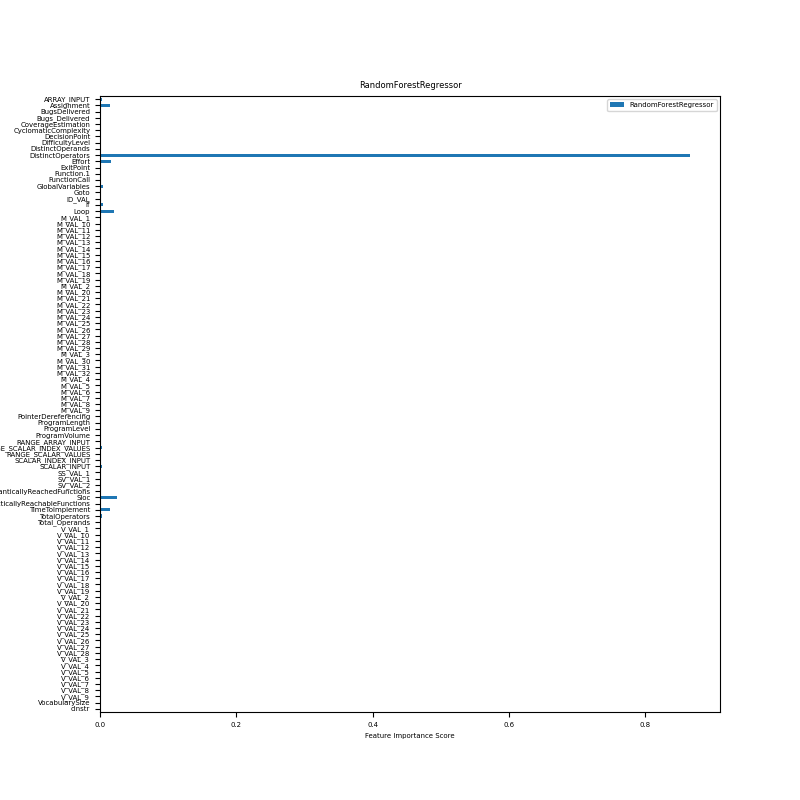 RandomForestRegressor
RandomForestRegressor
ARRAY_INPUT
Assignment
BugsDelivered
Bugs_Delivered
CoverageEstimation
CyclomaticComplexity
DecisionPoint
DifficultyLevel
DistinctOperands
DistinctOperators
Effort
ExitPoint
Function.1
FunctionCall
GlobalVariables
Goto
ID_VAL
If
Loop
M_VAL_1
M_VAL_10
M_VAL_11
M_VAL_12
M_VAL_13
M_VAL_14
M_VAL_15
M_VAL_16
M_VAL_17
M_VAL_18
M_VAL_19
M_VAL_2
M_VAL_20
M_VAL_21
M_VAL_22
M_VAL_23
M_VAL_24
M_VAL_25
M_VAL_26
M_VAL_27
M_VAL_28
M_VAL_29
M_VAL_3
M_VAL_30
M_VAL_31
M_VAL_32
M_VAL_4
M_VAL_5
M_VAL_6
M_VAL_7
M_VAL_8
M_VAL_9
PointerDereferencing
ProgramLength
ProgramLevel
ProgramVolume
RANGE_ARRAY_INPUT
E_SCALAR_INDEX_VALUES
RANGE_SCALAR_VALUES
SCALAR_INDEX_INPUT
SCALAR_INPUT
SS_VAL_1
SV_VAL_1
SV_VAL_2
anticallyReachedFunctions
Sloc
ticallyReachableFunctions
TimeToImplement
TotalOperators
Total_Operands
V_VAL_1
V_VAL_10
V_VAL_11
V_VAL_12
V_VAL_13
V_VAL_14
V_VAL_15
V_VAL_16
V_VAL_17
V_VAL_18
V_VAL_19
V_VAL_2
V_VAL_20
V_VAL_21
V_VAL_22
V_VAL_23
V_VAL_24
V_VAL_25
V_VAL_26
V_VAL_27
V_VAL_28
V_VAL_3
V_VAL_4
V_VAL_5
V_VAL_6
V_VAL_7
V_VAL_8
V_VAL_9
VocabularySize
cinstr
0.0 0.2 0.4 0.6 0.8
Feature Importance Score